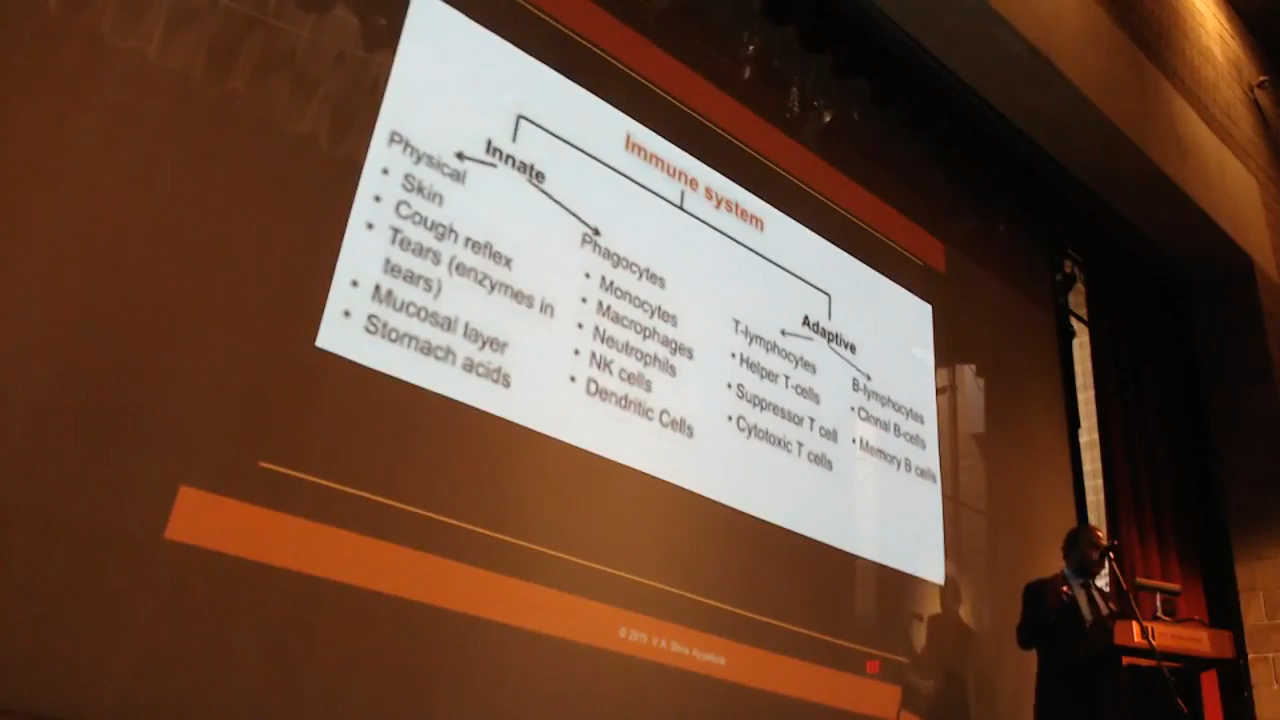 Immune system
Innate
Physical
• Skin
• Cough reflex
• Tears (enzymes in
tears)
• Mucosal layer
• Stomach acids
Phagocytes
• Monocytes
• Macrophages
• Neutrophils
• NK cells
• Dendritic Cells
Adaptive
T-lymphocytes
• Helper T-cells
• Suppressor T cell
• Cytotoxic T cells
B-lymphocytes
• Clonal B-cells
• Memory B cells